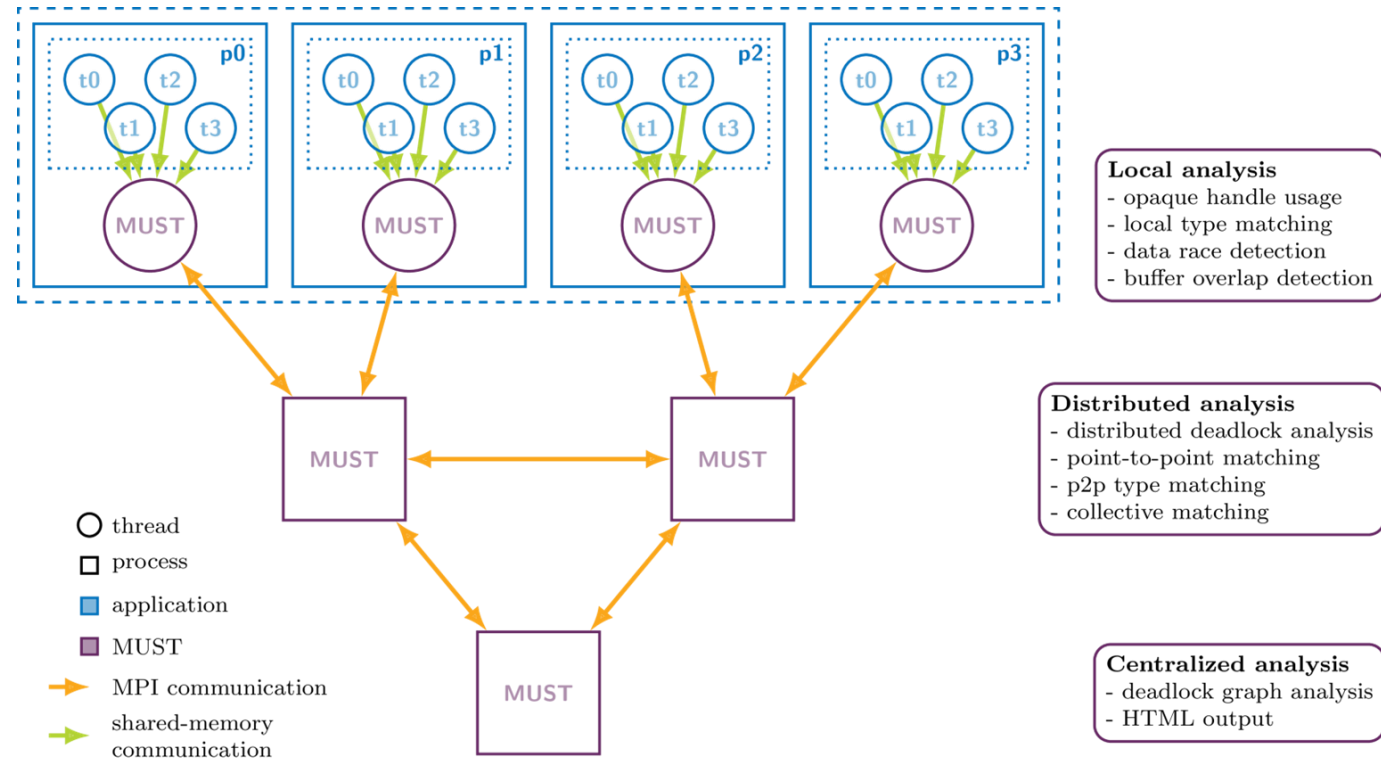 p0
p1
p2
p3
t0
t2
t0
t2
t0
t2
t0
t2
t1
t3
t1
t3
t1
t3
t1
t3
MUST
MUST
MUST
MUST
Local analysis
- opaque handle usage
- local type matching
- data race detection
- buffer overlap detection
MUST
MUST
Distributed analysis
- distributed deadlock analysis
- point-to-point matching
- p2p type matching
- collective matching
thread
process
application
MUST
MPI communication
shared-memory
communication
MUST
Centralized analysis
- deadlock graph analysis
- HTML output